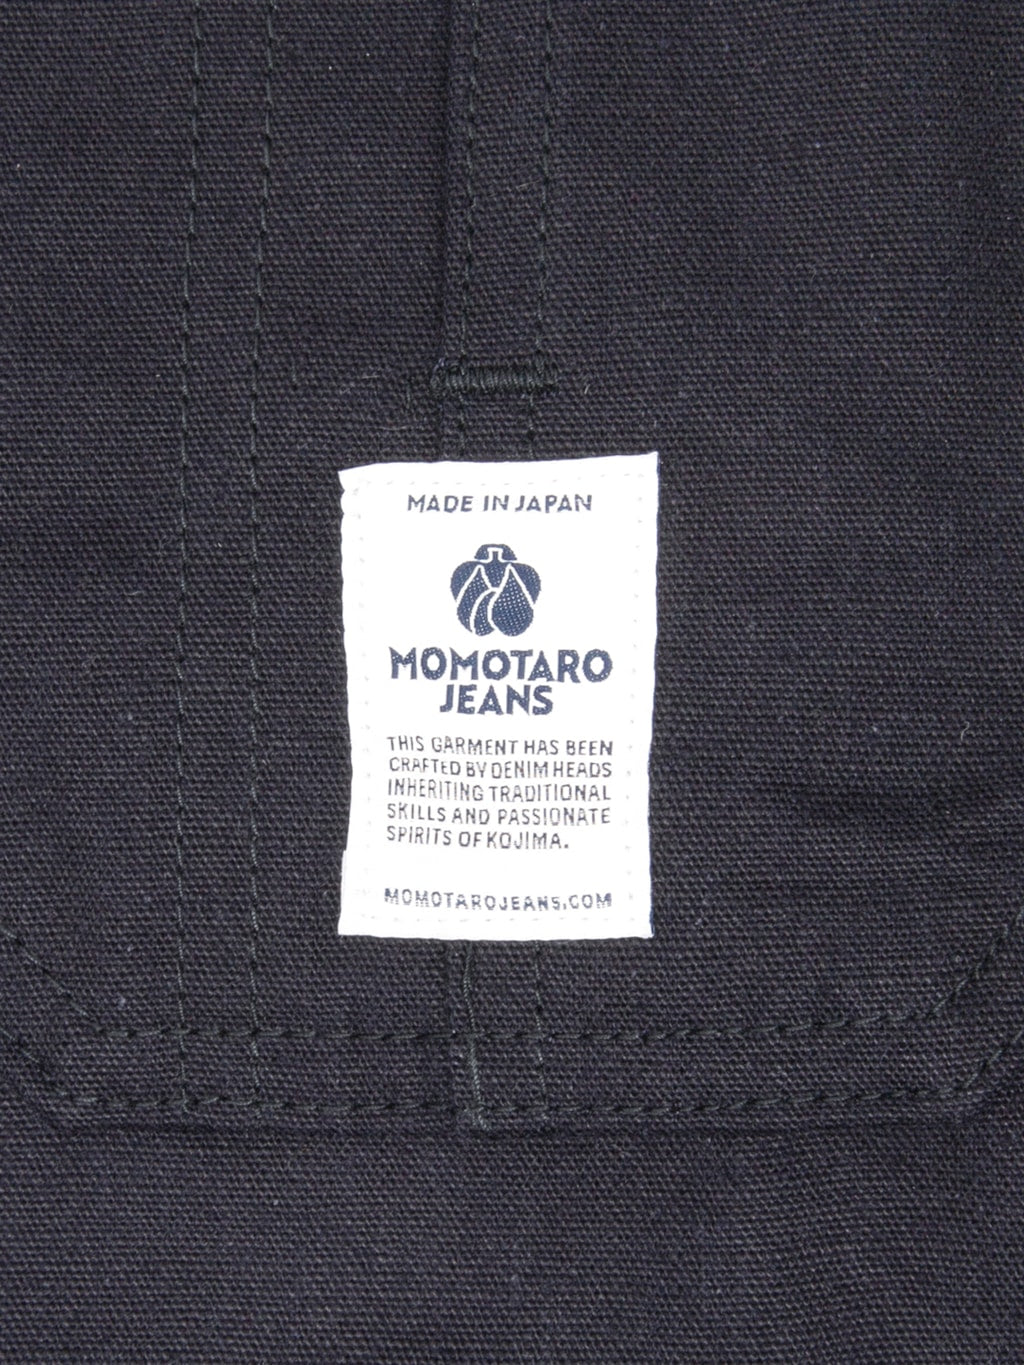 MADE IN JAPAN
MOMOTARO
JEANS
THIS GARMENT HAS BEEN
CRAFTED BY DENIM HEADS
INHERITING TRADITIONAL
SKILLS AND PASSIONATE
SPIRITS OF KOJIMA.
MOMOTAROJEANS.COM